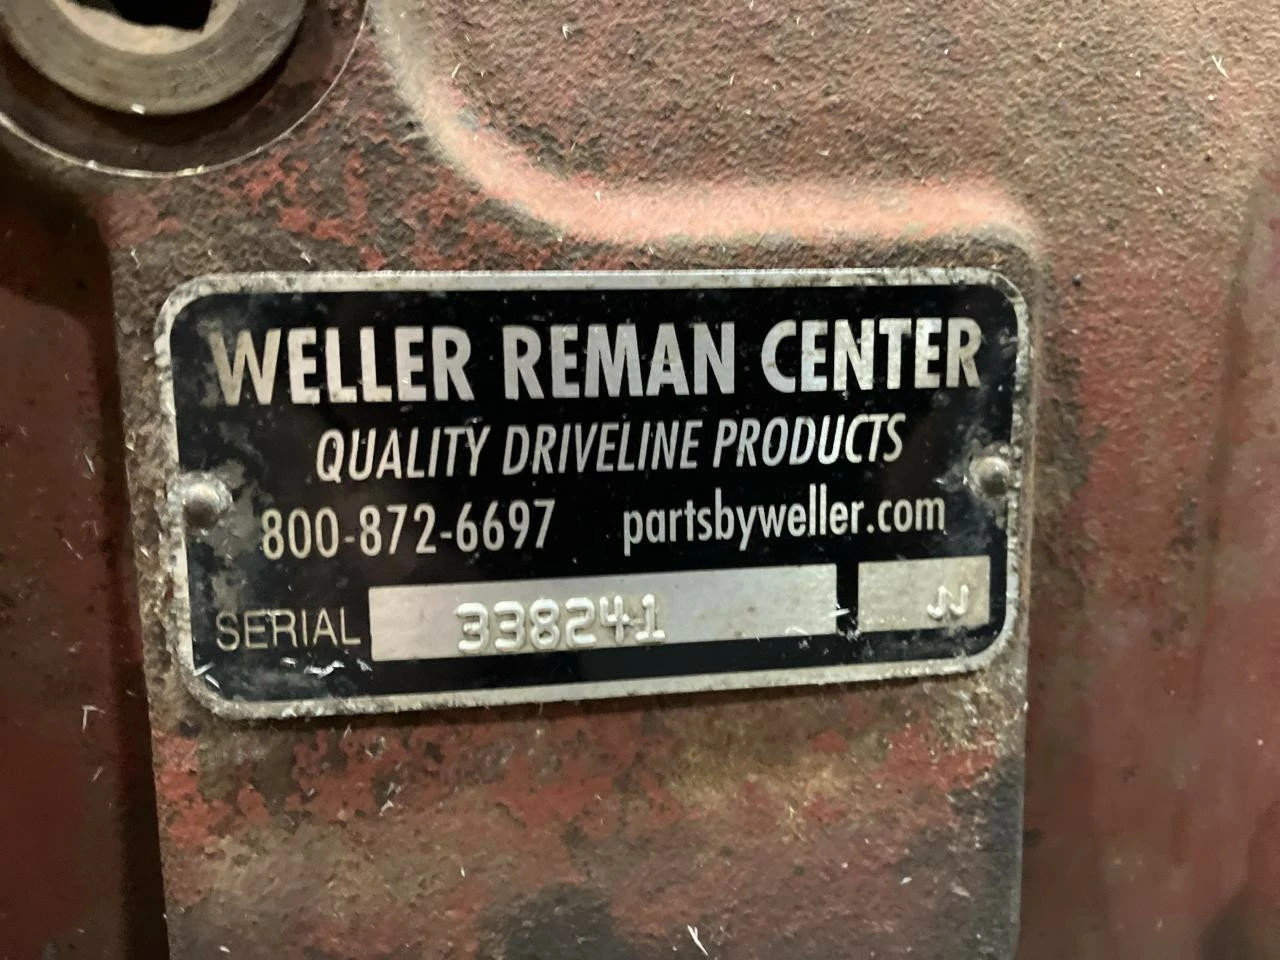 WELLER REMAN CENTER
QUALITY DRIVELINE PRODUCTS
800-872-6697 partsbyweller.com
SERIAL 338241 JJ